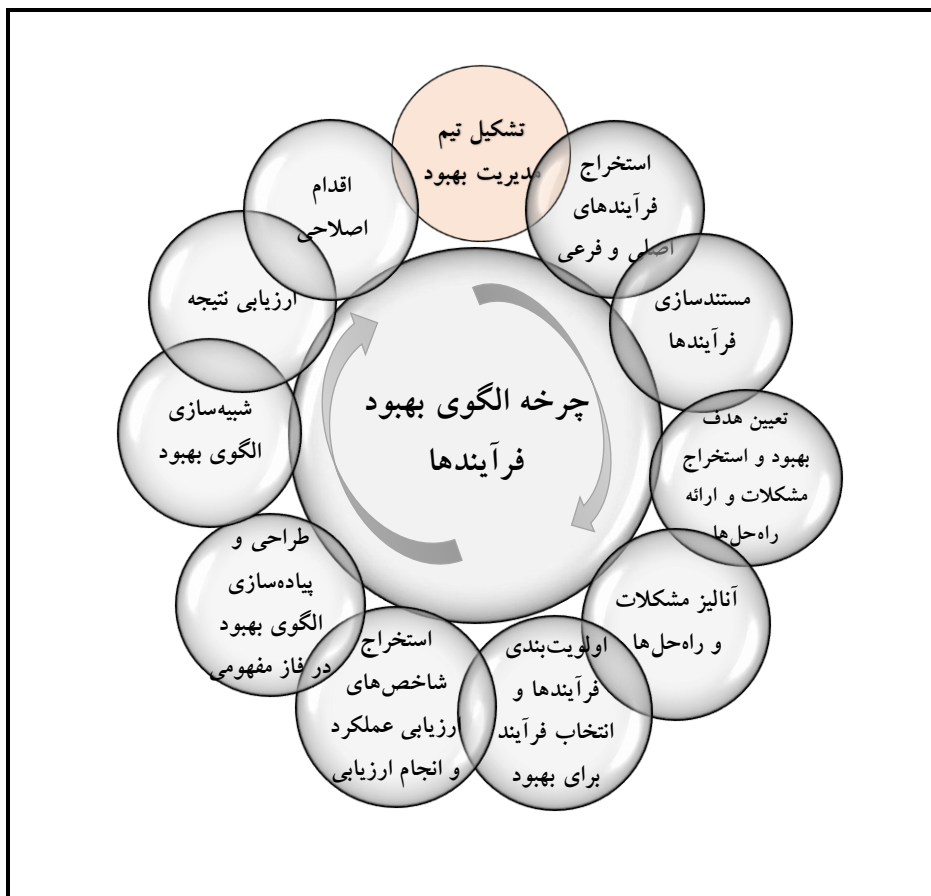 تشکیل تیم
مدیریت بهبود
استخراج
فرآیندهای
اصلی و فرعی
مستندسازی
فرآیندها
تعیین هدف
بهبود و استخراج
مشکلات و ارائه
راه‌حل‌ها
آنالیز مشکلات
و راه‌حل‌ها
اولویت‌بندی
فرآیندها و
انتخاب فرآیند
برای بهبود
استخراج
شاخص‌های
ارزیابی عملکرد
و انجام ارزیابی
طراحی و
پیاده‌سازی
الگوی بهبود
در فاز مفهومی
شبیه‌سازی
الگوی بهبود
ارزیابی نتیجه
اقدام
اصلاحی
چرخه الگوی بهبود
فرآیندها